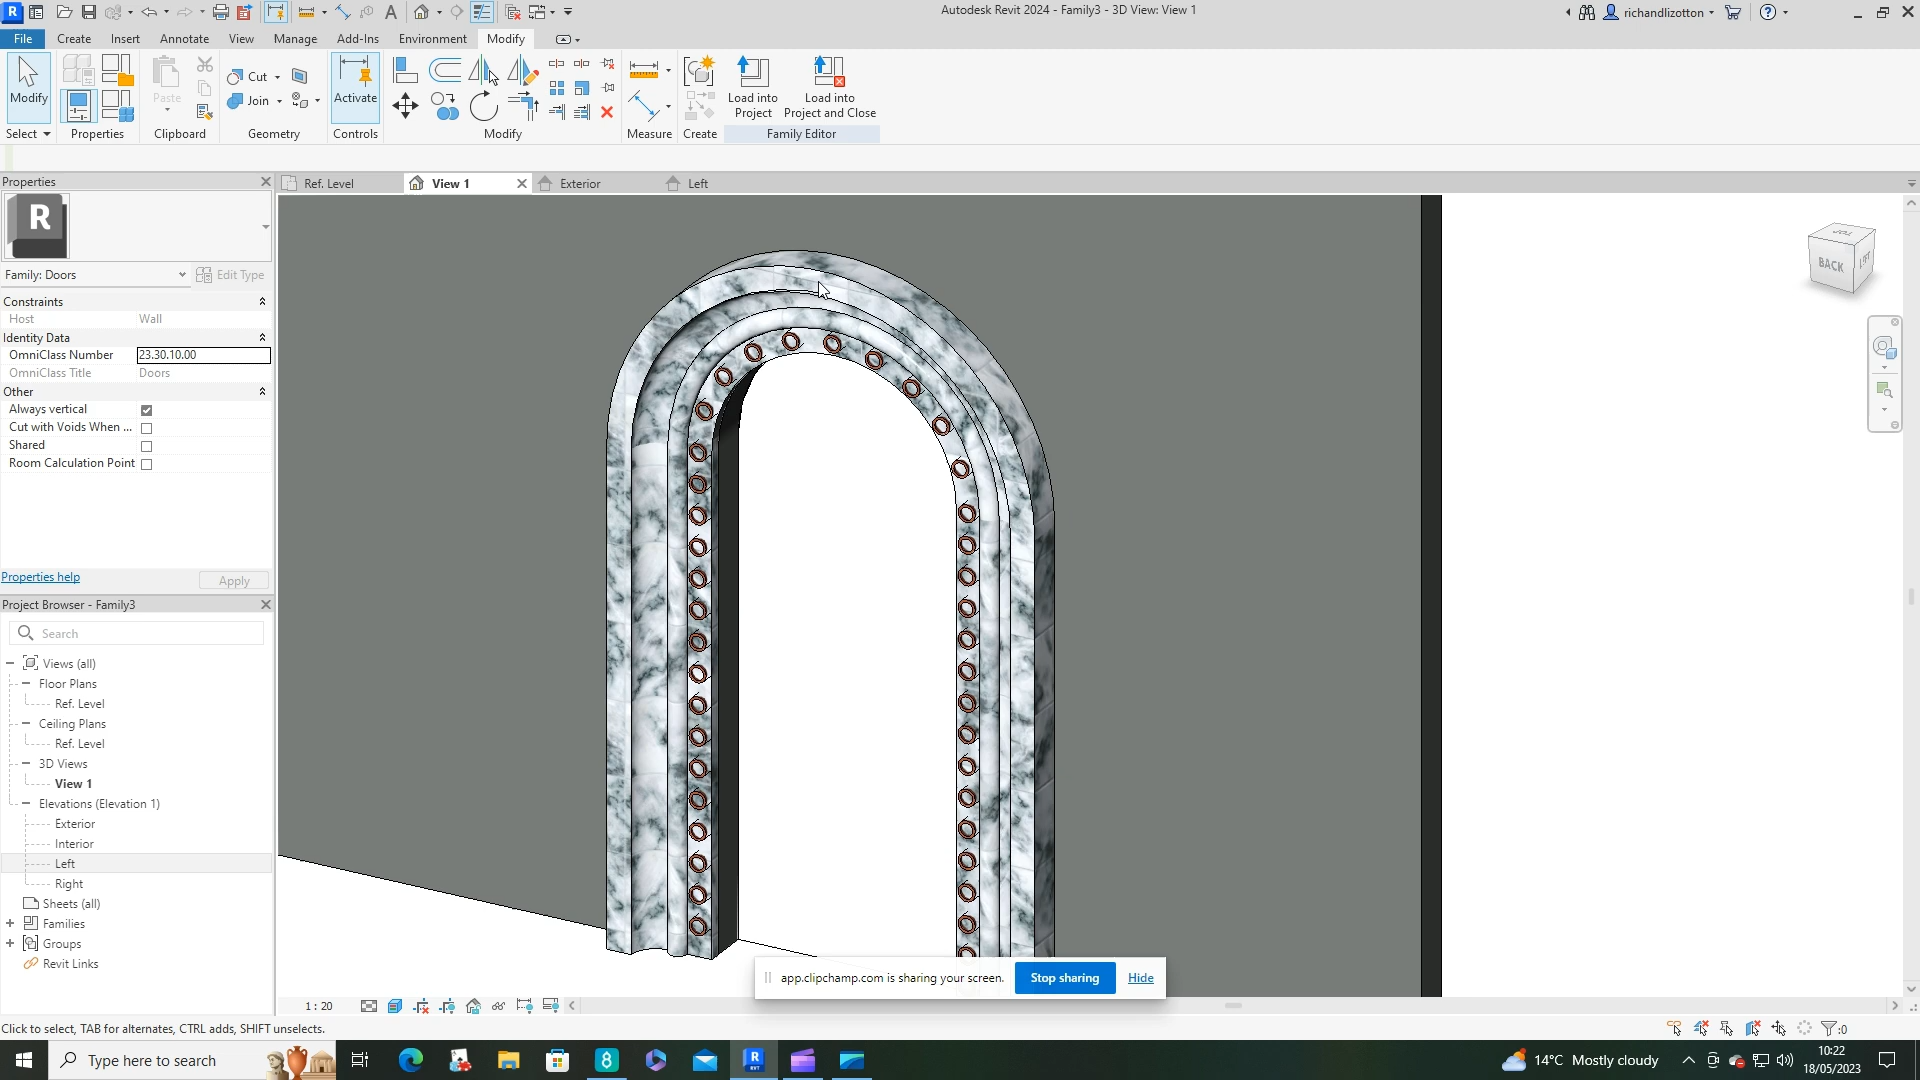 Autodesk Revit 2024 - Family3 - 3D View: View 1
richandlizotton
File
Create
Insert
Annotate
View
Manage
Add-Ins
Environment
Modify
Modify
Paste
Cut
Join
Activate
Load into
Project
Load into
Project and Close
Select
Properties
Clipboard
Geometry
Controls
Modify
Measure
Create
Family Editor
Properties
Ref. Level
View 1
Exterior
Left
R
Family: Doors
Edit Type
Constraints
Host
Wall
Identity Data
OmniClass Number
23.30.10.00
OmniClass Title
Doors
Other
Always vertical
Cut with Voids When ...
Shared
Room Calculation Point
Properties help
Apply
Project Browser - Family3
Search
Views (all)
Floor Plans
Ref. Level
Ceiling Plans
Ref. Level
3D Views
View 1
Elevations (Elevation 1)
Exterior
Interior
Left
Right
Sheets (all)
Families
Groups
Revit Links
TOP
BACK
LEFT
app.clipchamp.com is sharing your screen.
Stop sharing
Hide
1 : 20
Click to select, TAB for alternates, CTRL adds, SHIFT unselects.
:0
Type here to search
14°C Mostly cloudy
10:22
18/05/2023